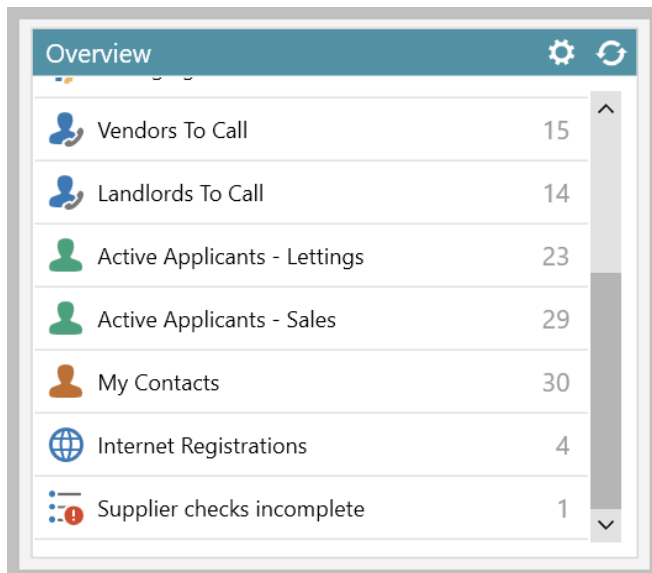 Overview
Vendors To Call 15
Landlords To Call 14
Active Applicants - Lettings 23
Active Applicants - Sales 29
My Contacts 30
Internet Registrations 4
Supplier checks incomplete 1